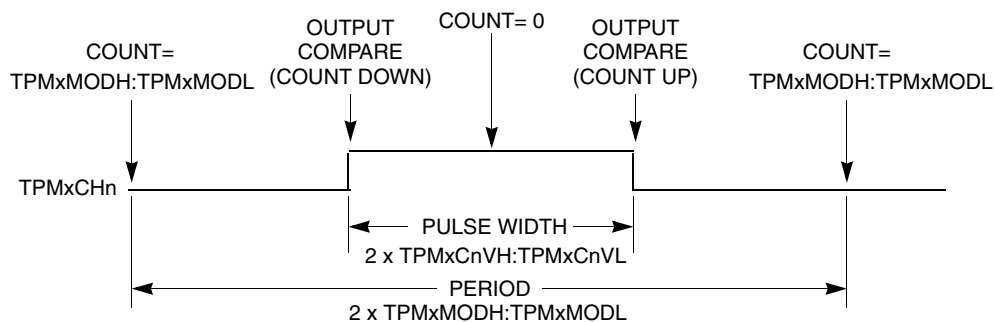 COUNT=
TPMxMODH:TPMxMODL
OUTPUT
COMPARE
(COUNT DOWN)
COUNT= 0
OUTPUT
COMPARE
(COUNT UP)
COUNT=
TPMxMODH:TPMxMODL
TPMxCHn
PULSE WIDTH
2 x TPMxCnVH:TPMxCnVL
PERIOD
2 x TPMxMODH:TPMxMODL